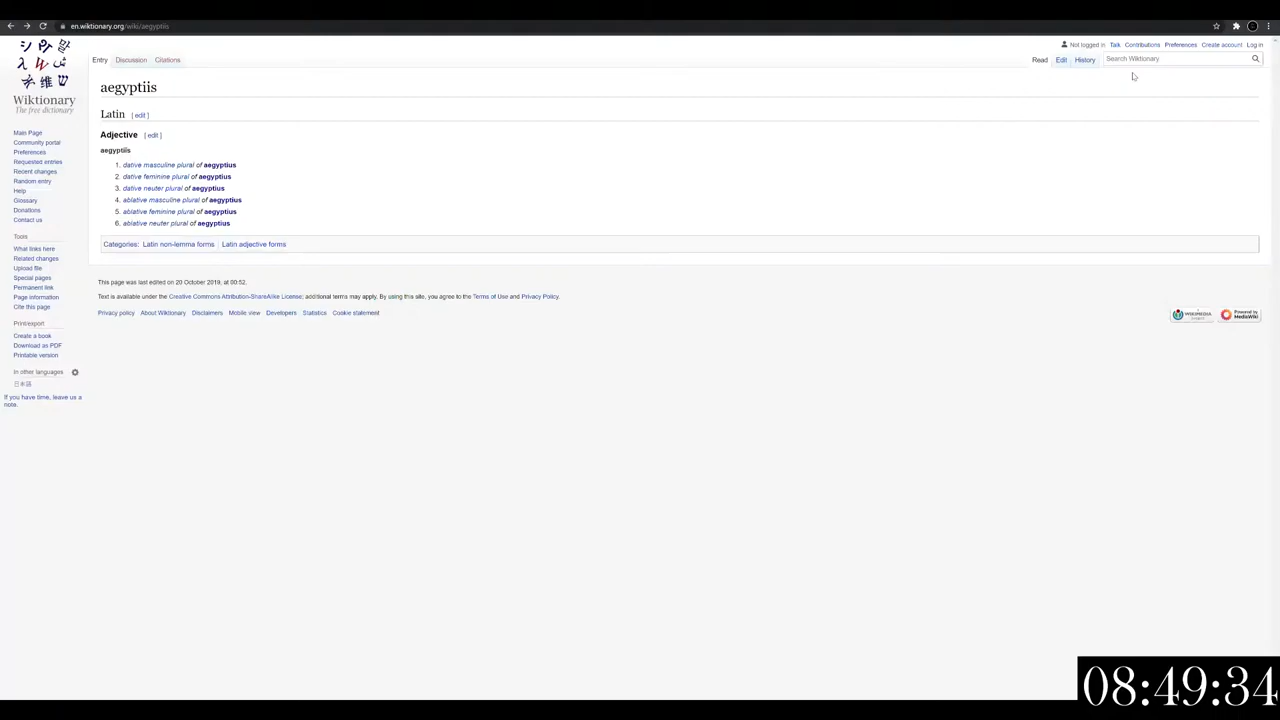 en.wiktionary.org/wiki/aegyptiis
Not logged in Talk Contributions Preferences Create account Log in
Entry Discussion Citations Read Edit History Search Wiktionary
Wiktionary
The free dictionary
Main Page
Community portal
Preferences
Requested entries
Recent changes
Random entry
Help
Glossary
Donations
Contact us
Tools
What links here
Related changes
Upload file
Special pages
Permanent link
Page information
Cite this page
Print/export
Create a book
Download as PDF
Printable version
In other languages
日本語
If you have time, leave us a
note.
aegyptiis
Latin [ edit ]
Adjective [ edit ]
aegyptiīs
1. dative masculine plural of aegyptius
2. dative feminine plural of aegyptius
3. dative neuter plural of aegyptius
4. ablative masculine plural of aegyptius
5. ablative feminine plural of aegyptius
6. ablative neuter plural of aegyptius
Categories: Latin non-lemma forms | Latin adjective forms
This page was last edited on 20 October 2019, at 00:52.
Text is available under the Creative Commons Attribution-ShareAlike License; additional terms may apply. By using this site, you agree to the Terms of Use and Privacy Policy.
Privacy policy About Wiktionary Disclaimers Mobile view Developers Statistics Cookie statement
WIKIMEDIA
Powered by
MediaWiki
08:49:34